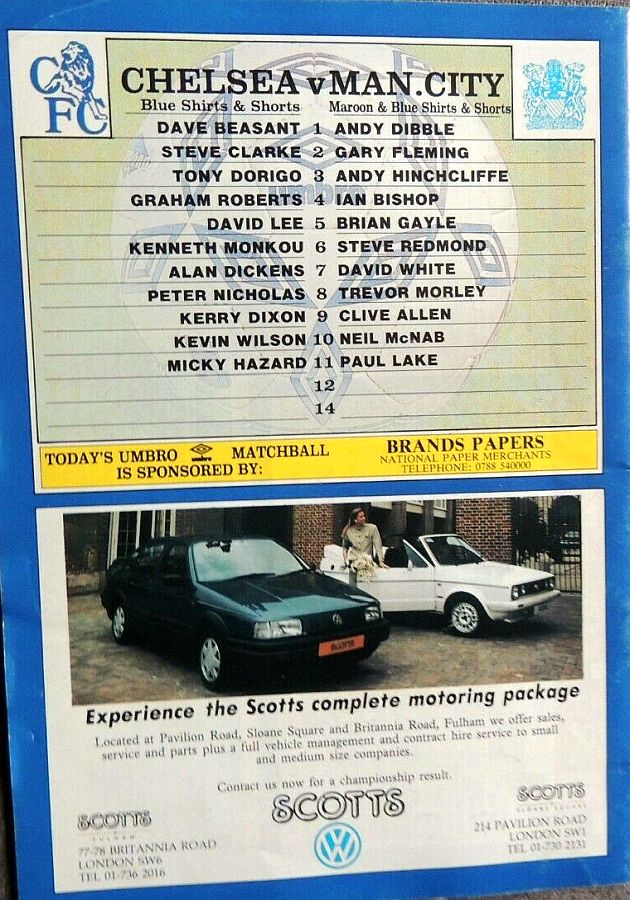 CFC
CHELSEA v MAN.CITY
Blue Shirts & Shorts Maroon & Blue Shirts & Shorts
DAVE BEASANT 1 ANDY DIBBLE
STEVE CLARKE 2 GARY FLEMING
TONY DORIGO 3 ANDY HINCHCLIFFE
GRAHAM ROBERTS 4 IAN BISHOP
DAVID LEE 5 BRIAN GAYLE
KENNETH MONKOU 6 STEVE REDMOND
ALAN DICKENS 7 DAVID WHITE
PETER NICHOLAS 8 TREVOR MORLEY
KERRY DIXON 9 CLIVE ALLEN
KEVIN WILSON 10 NEIL McNAB
MICKY HAZARD 11 PAUL LAKE
12
14
umbro
TODAY'S UMBRO umbro MATCHBALL
IS SPONSORED BY:
BRANDS PAPERS
NATIONAL PAPER MERCHANTS
TELEPHONE: 0788 540000
SCOTTS
Experience the Scotts complete motoring package
Located at Pavilion Road, Sloane Square and Britannia Road, Fulham we offer sales,
service and parts plus a full vehicle management and contract hire service to small
and medium size companies.
Contact us now for a championship result.
SCOTTS
SCOTTS
OF
FULHAM
77-78 BRITANNIA ROAD
LONDON SW6
TEL 01-736 2016
SCOTTS
SLOANE SQUARE
214 PAVILION ROAD
LONDON SW1
TEL 01-730 2131